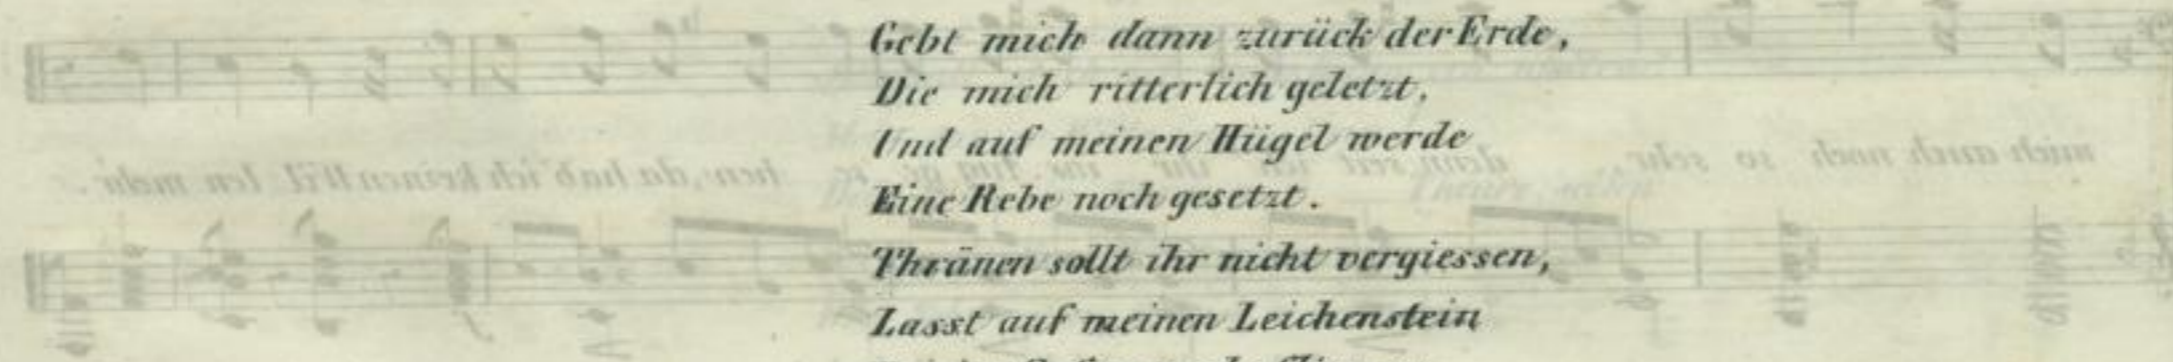 Gebt mich dann zurück der Erde,
Die mich ritterlich geletzt,
Und auf meinen Hügel werde
Eine Rebe noch gesetzt.
Thränen sollt ihr nicht vergiessen,
Lasst auf meinen Leichenstein